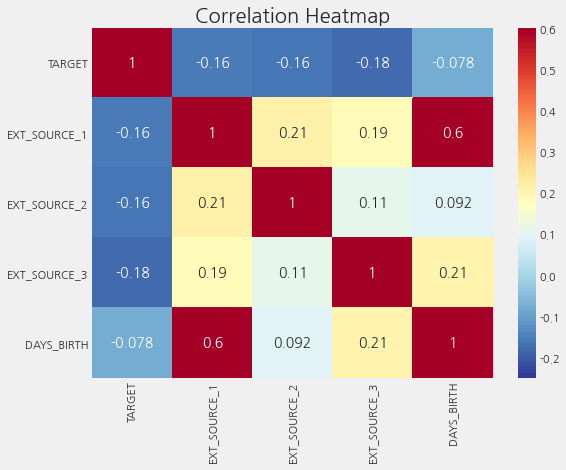 Correlation Heatmap
TARGET 1 -0.16 -0.16 -0.18 -0.078
EXT_SOURCE_1 -0.16 1 0.21 0.19 0.6
EXT_SOURCE_2 -0.16 0.21 1 0.11 0.092
EXT_SOURCE_3 -0.18 0.19 0.11 1 0.21
DAYS_BIRTH -0.078 0.6 0.092 0.21 1
TARGET
EXT_SOURCE_1
EXT_SOURCE_2
EXT_SOURCE_3
DAYS_BIRTH
0.6
0.5
0.4
0.3
0.2
0.1
0.0
-0.1
-0.2